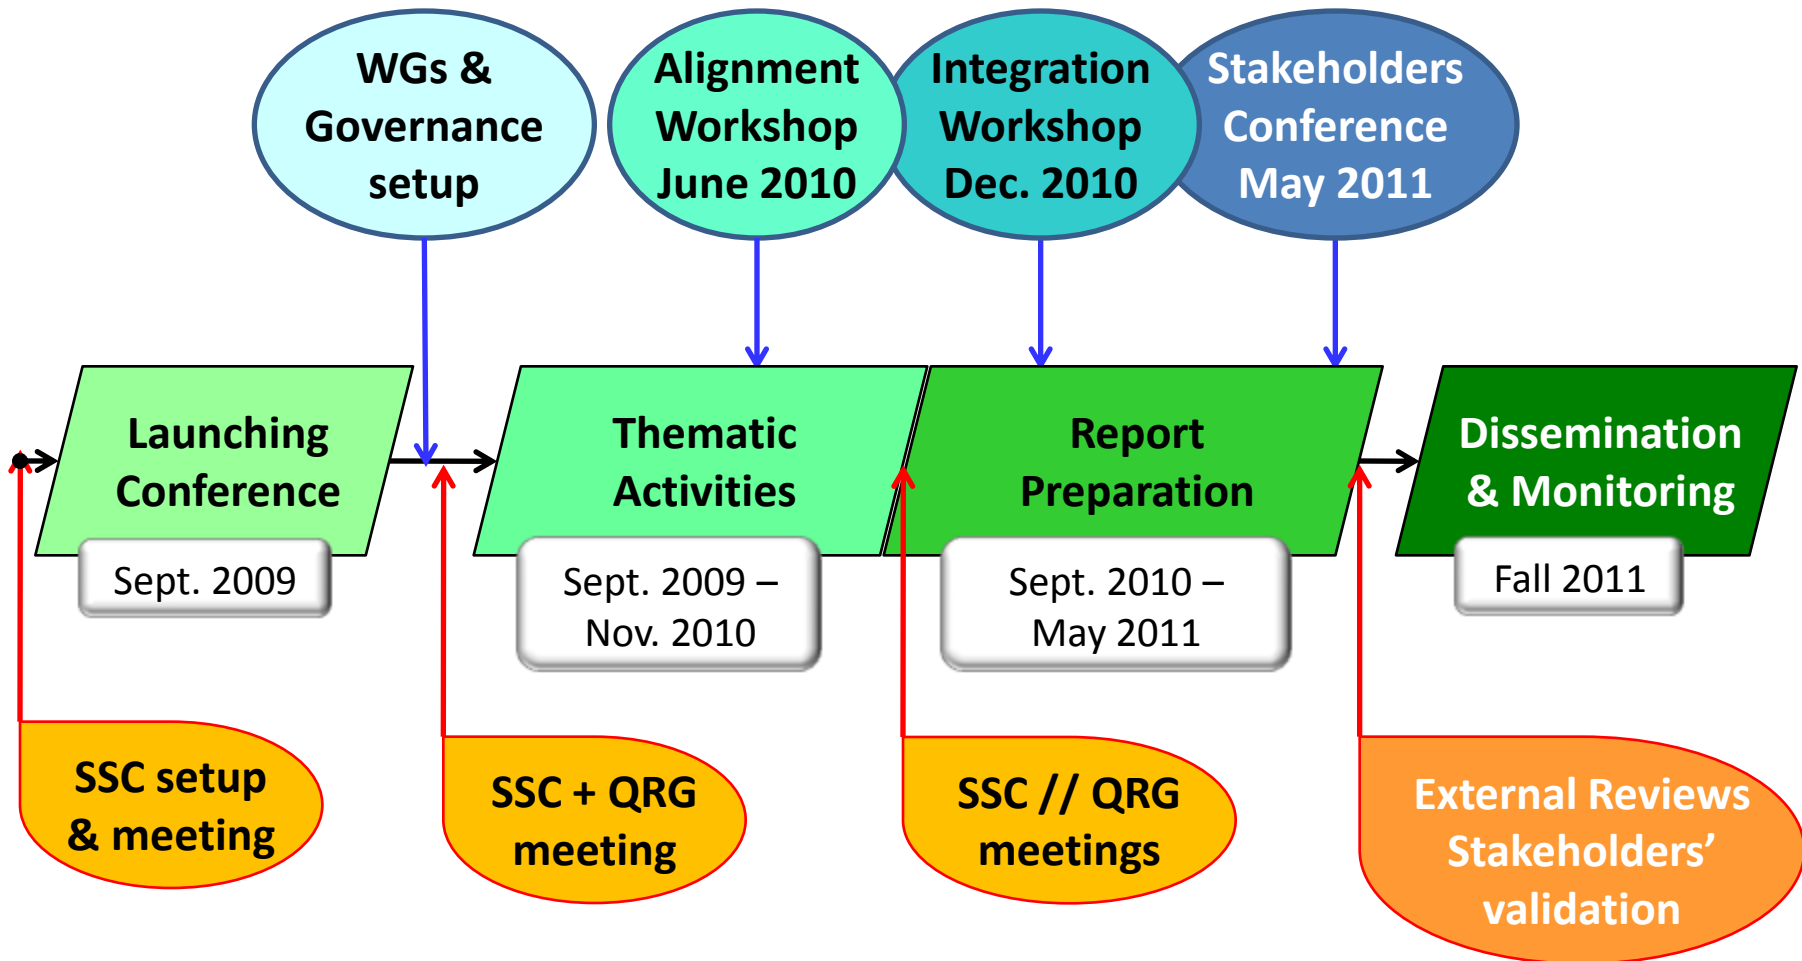 WGs &
Governance
setup
Alignment
Workshop
June 2010
Integration
Workshop
Dec. 2010
Stakeholders
Conference
May 2011
Launching
Conference
Sept. 2009
Thematic
Activities
Sept. 2009 –
Nov. 2010
Report
Preparation
Sept. 2010 –
May 2011
Dissemination
& Monitoring
Fall 2011
SSC setup
& meeting
SSC + QRG
meeting
SSC // QRG
meetings
External Reviews
Stakeholders’
validation